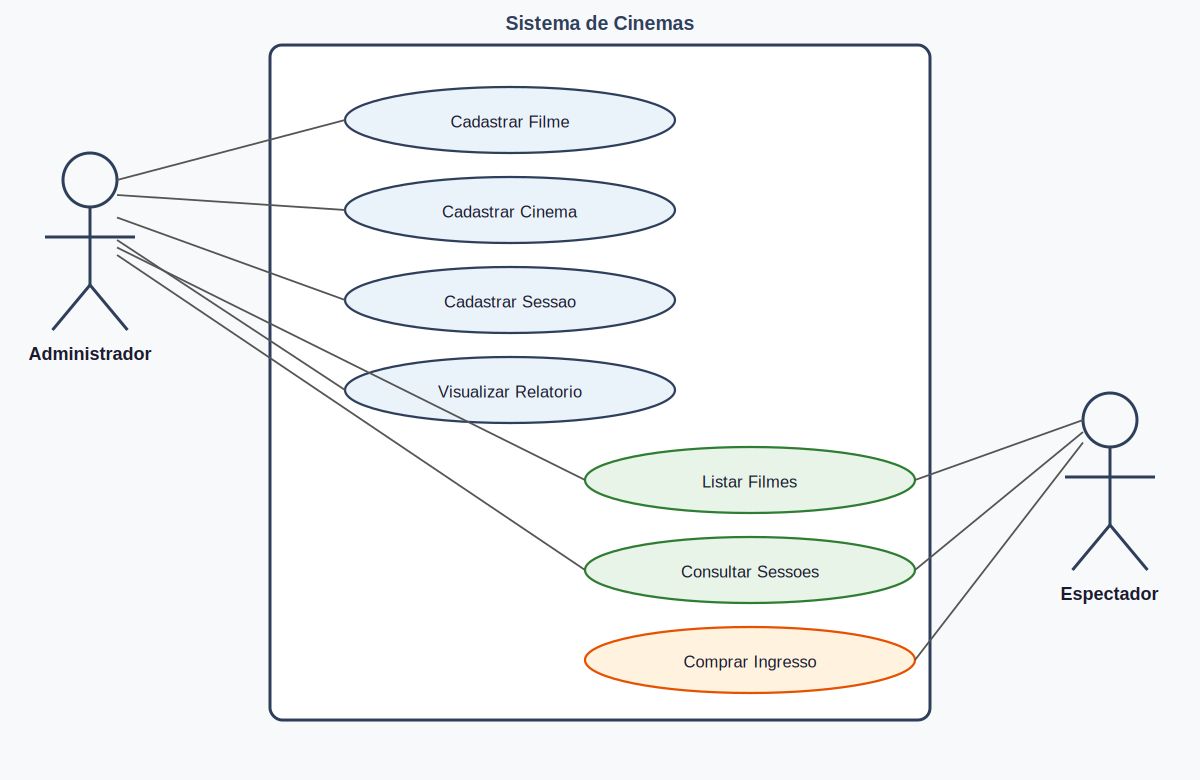 Sistema de Cinemas
Cadastrar Filme
Cadastrar Cinema
Cadastrar Sessao
Administrador
Visualizar Relatorio
Listar Filmes
Consultar Sessoes
Espectador
Comprar Ingresso